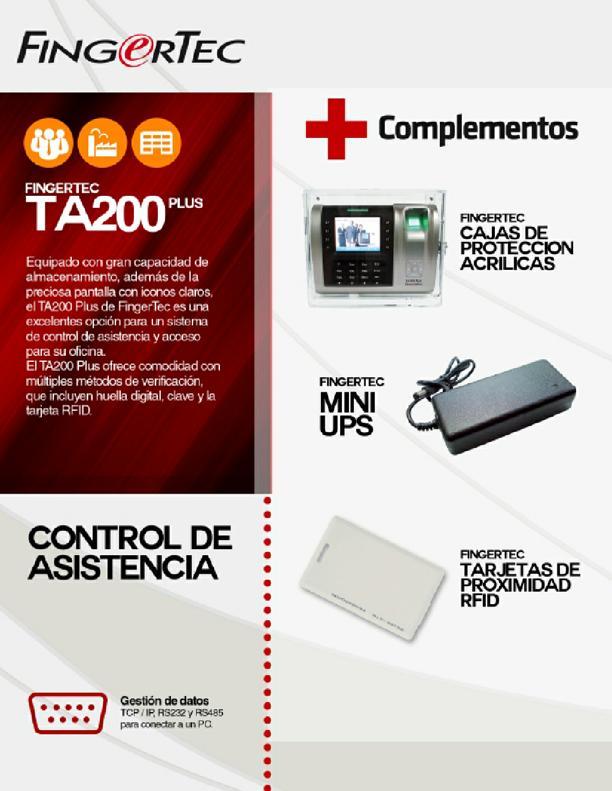 FINGERTEC
FINGERTEC
TA200 PLUS
Equipado con gran capacidad de
almacenamiento, además de la
preciosa pantalla con iconos claros,
el TA200 Plus de FingerTec es una
excelentes opción para un sistema
de control de asistencia y acceso
para su oficina.
El TA200 Plus ofrece comodidad con
múltiples métodos de verificación,
que incluyen huella digital, clave y la
tarjeta RFID.
CONTROL DE
ASISTENCIA
Gestión de datos
TCP / IP, RS232 y RS485
para conectar a un PC.
Complementos
FINGERTEC
CAJAS DE
PROTECCION
ACRILICAS
FINGERTEC
MINI
UPS
FINGERTEC
TARJETAS DE
PROXIMIDAD
RFID